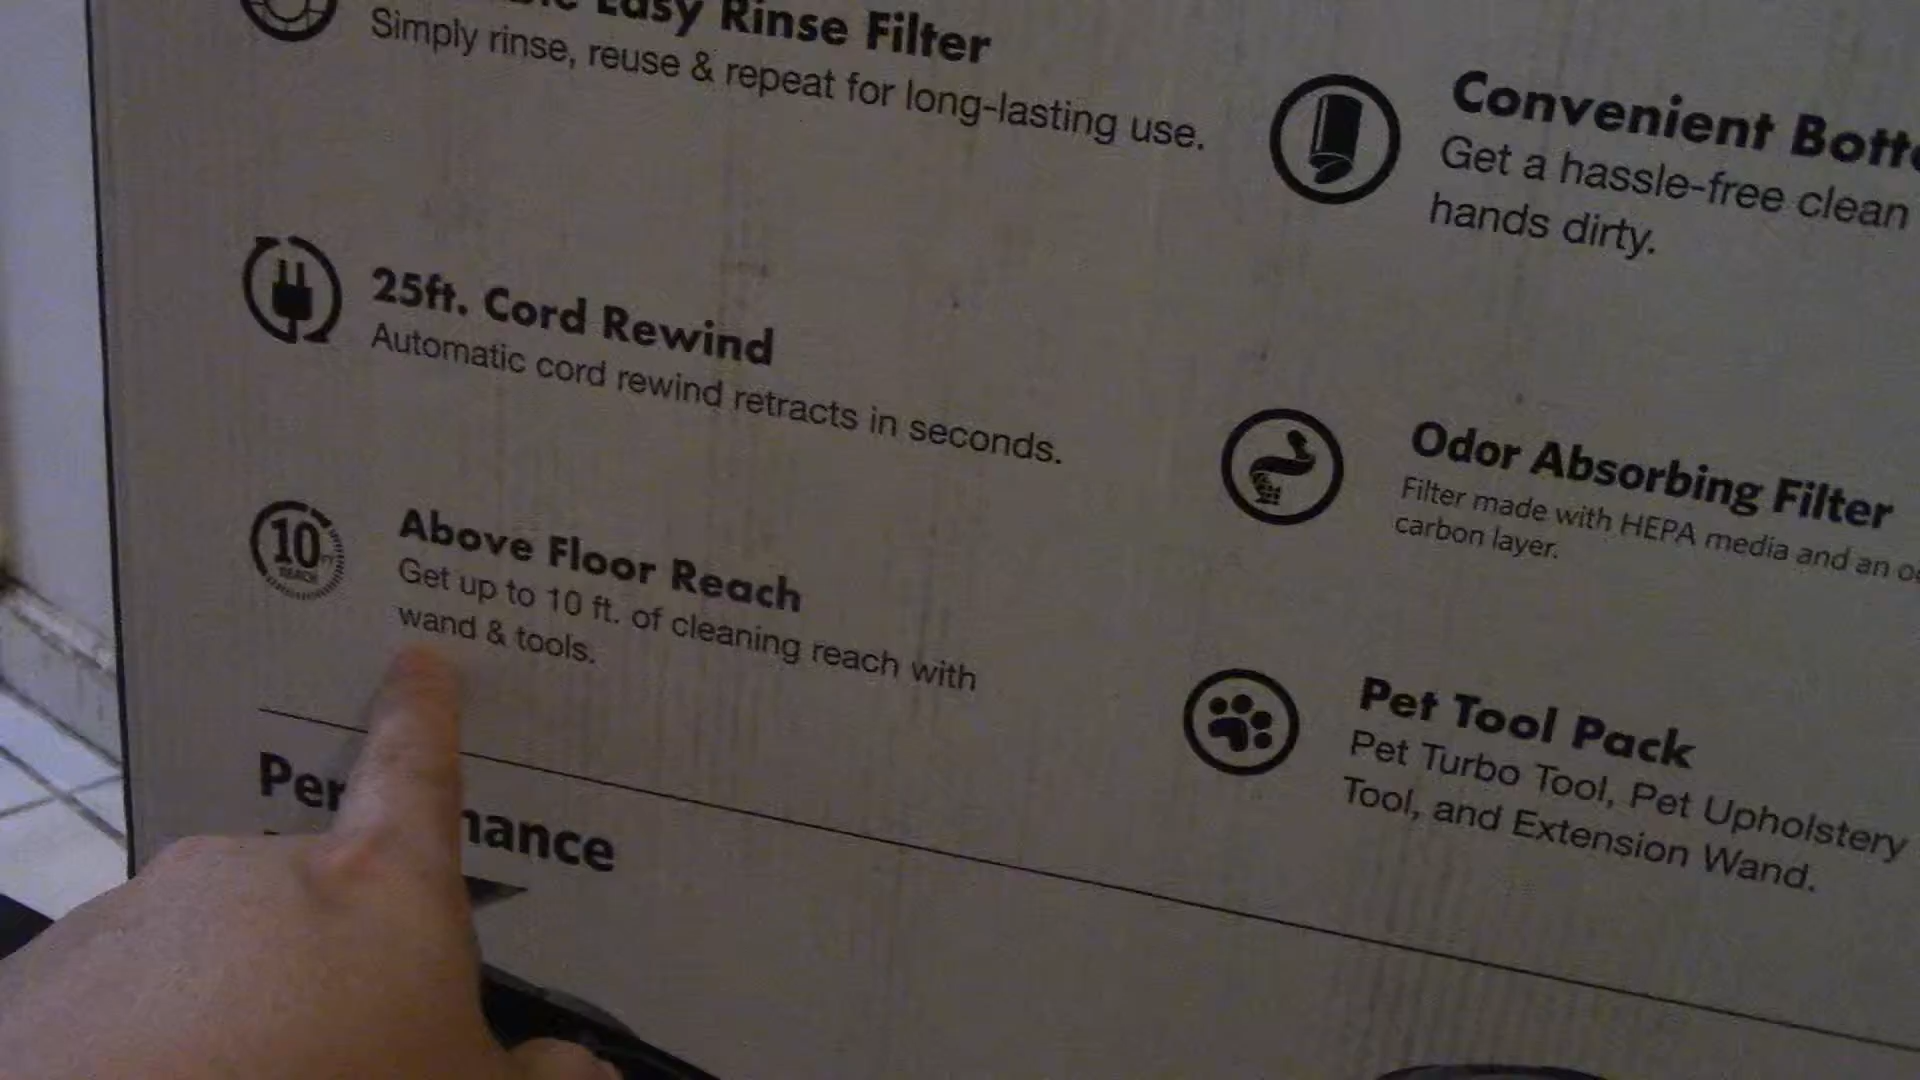 Easy Rinse Filter
Simply rinse, reuse & repeat for long-lasting use.
25ft. Cord Rewind
Automatic cord rewind retracts in seconds.
10 FT
REACH
Above Floor Reach
Get up to 10 ft. of cleaning reach with
wand & tools.
Convenient
Get a hassle-free clean
hands dirty.
Odor Absorbing Filter
Filter made with HEPA media and an
carbon layer.
Pet Tool Pack
Pet Turbo Tool, Pet Upholstery
Tool, and Extension Wand.